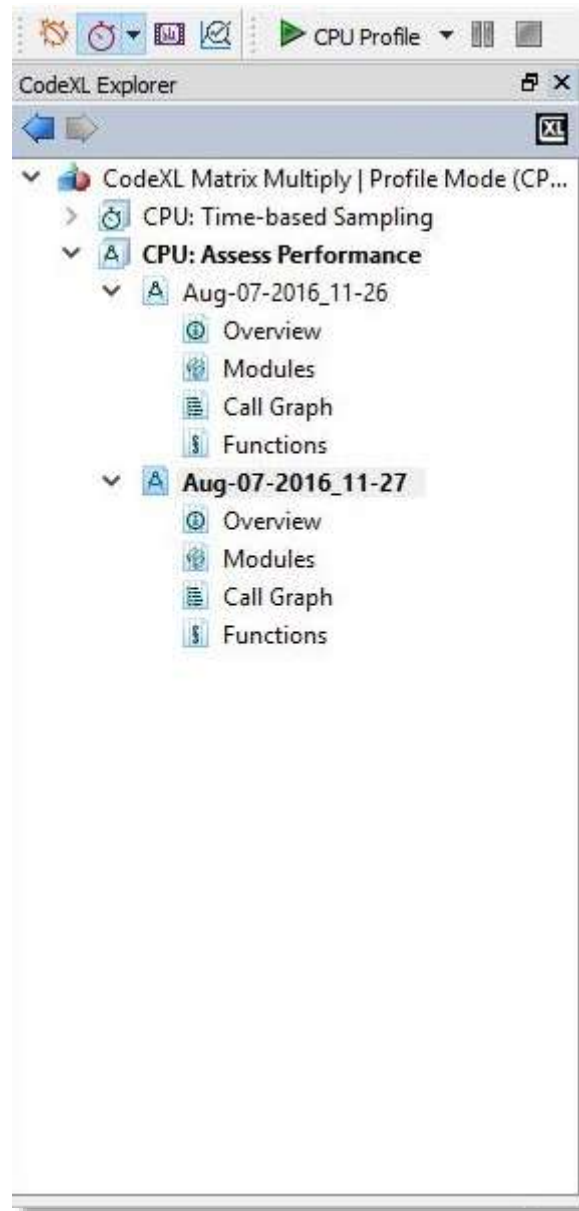 CPU Profile
CodeXL Explorer
XL
CodeXL Matrix Multiply | Profile Mode (CP...
CPU: Time-based Sampling
A CPU: Assess Performance
A Aug-07-2016_11-26
Overview
Modules
Call Graph
Functions
A Aug-07-2016_11-27
Overview
Modules
Call Graph
Functions